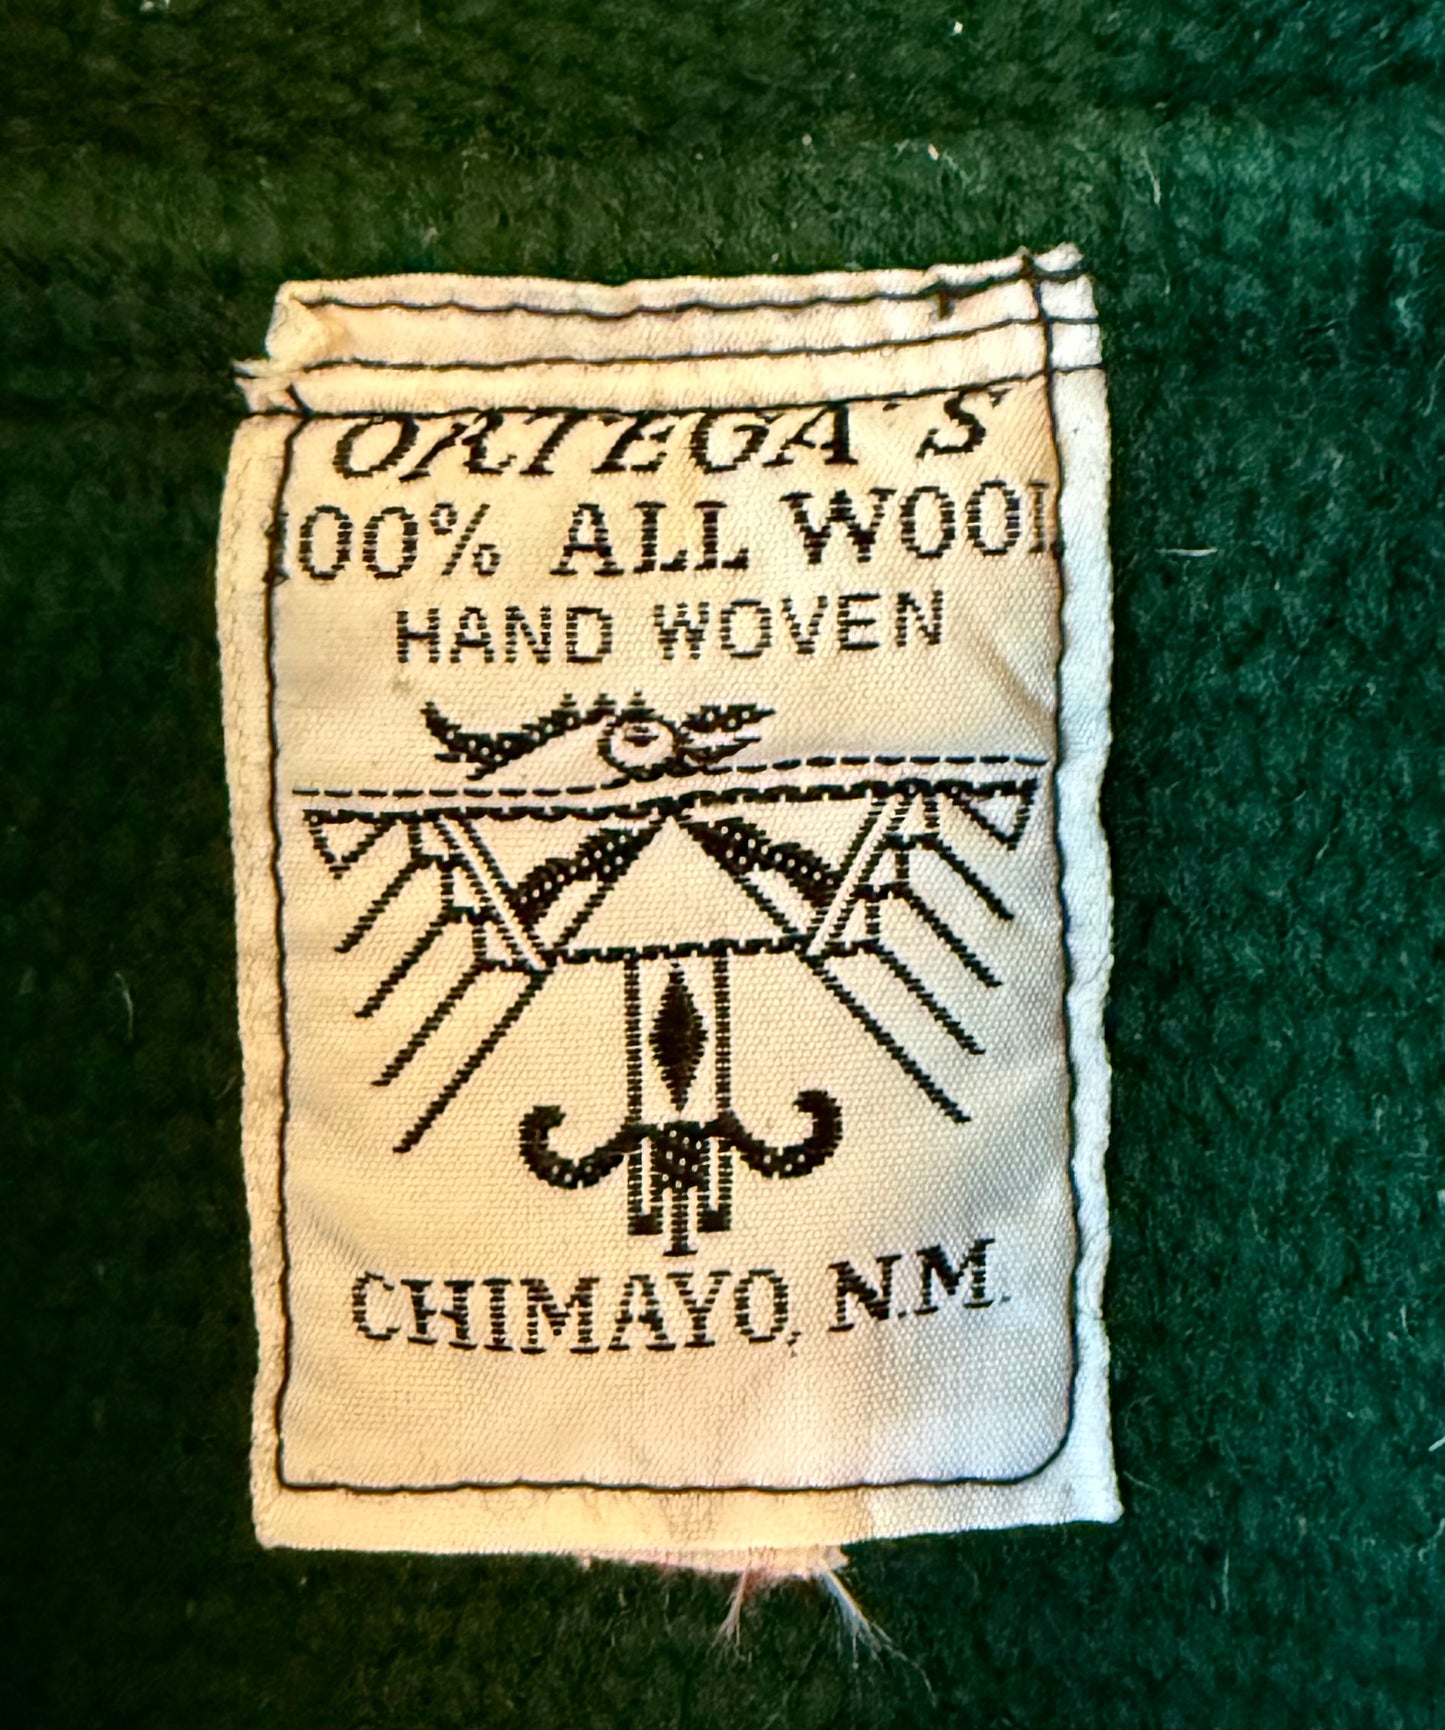 ORTEGA'S
100% ALL WOOL
HAND WOVEN
CHIMAYO, N.M.